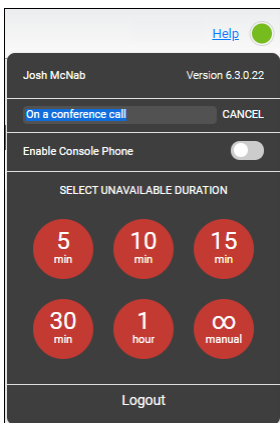 Help
Josh McNab Version 6.3.0.22
On a conference call CANCEL
Enable Console Phone
SELECT UNAVAILABLE DURATION
5 10 15
min min min
30 1 ∞
min hour manual
Logout